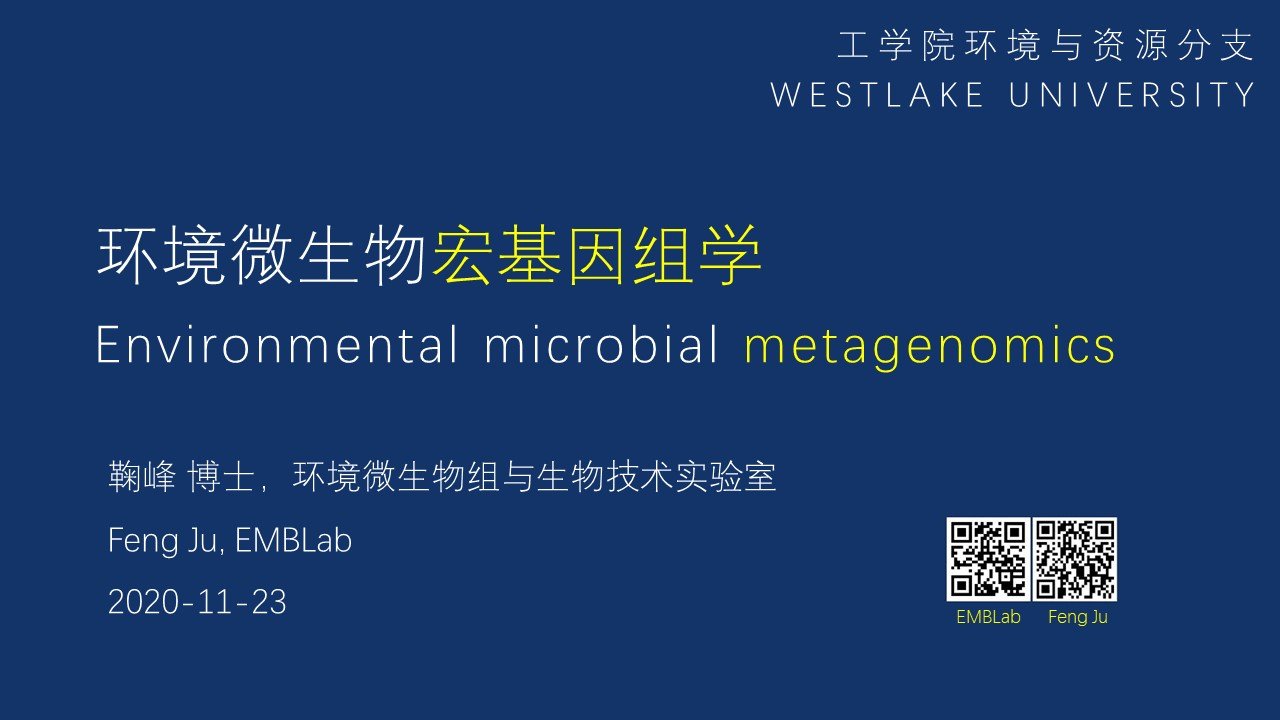 工学院环境与资源分支
WESTLAKE UNIVERSITY
环境微生物宏基因组学
Environmental microbial metagenomics
鞠峰 博士，环境微生物组与生物技术实验室
Feng Ju, EMBLab
2020-11-23
EMBLab Feng Ju